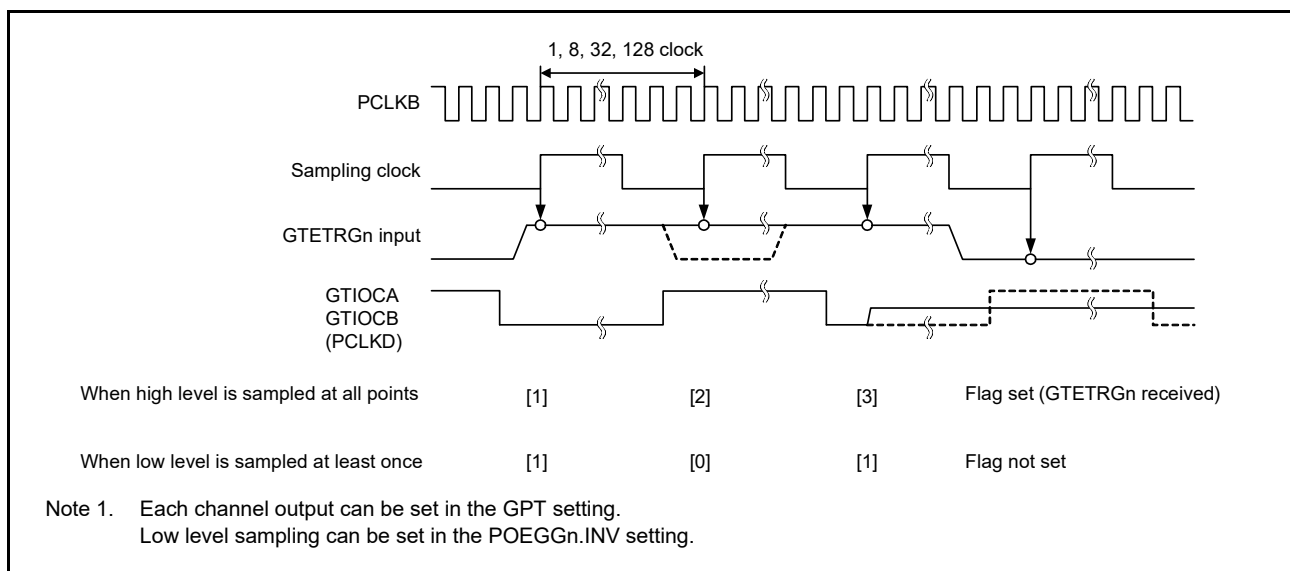 1, 8, 32, 128 clock
PCLKB
Sampling clock
GTETRGn input
GTIOCA
GTIOCB
(PCLKD)
When high level is sampled at all points [1] [2] [3] Flag set (GTETRGn received)
When low level is sampled at least once [1] [0] [1] Flag not set
Note 1. Each channel output can be set in the GPT setting.
Low level sampling can be set in the POEGGn.INV setting.